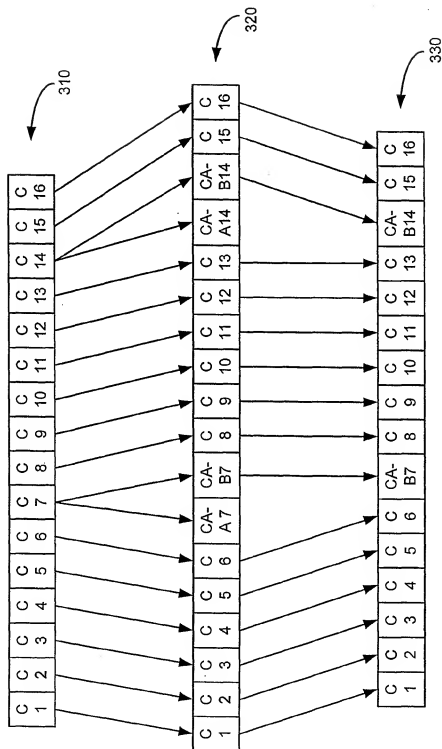 310
C C C C C C C C C C C C C C C C
1 2 3 4 5 6 7 8 9 10 11 12 13 14 15 16
320
C C C C C C CA- CA- C C C C C C CA- CA- C C
1 2 3 4 5 6 A7 B7 8 9 10 11 12 13 A14 B14 15 16
330
C C C C C C CA- C C C C C C CA- C C
1 2 3 4 5 6 B7 8 9 10 11 12 13 B14 15 16